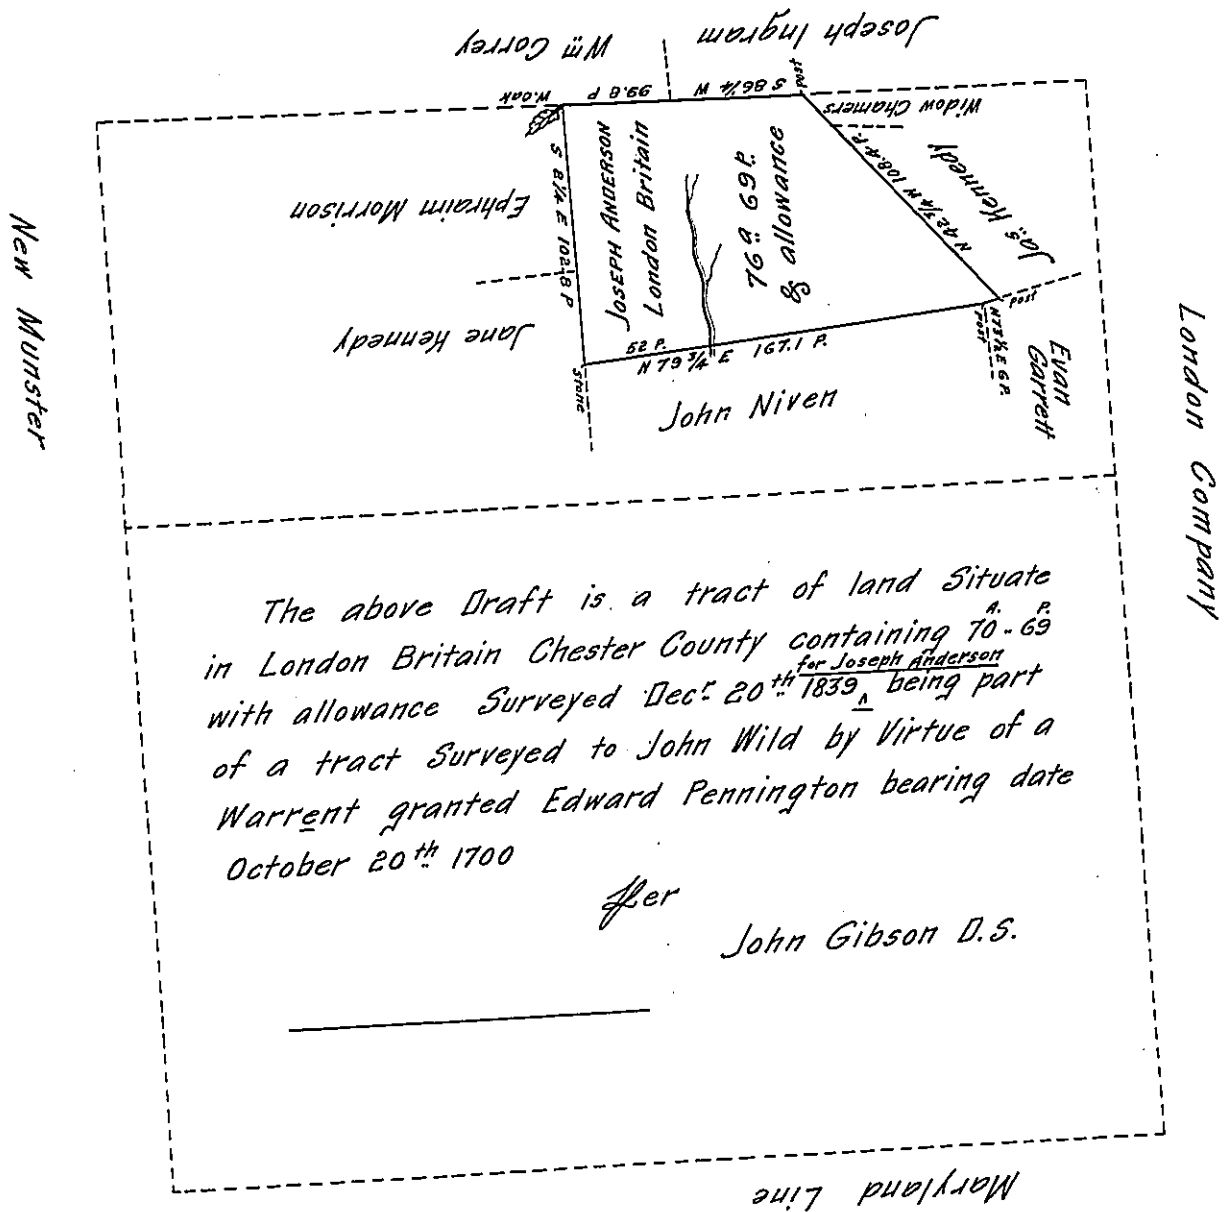 Joseph Ingram
Wm Correy
W.oak
99.8 P
S 86 1/4 W
post
Widow Chamers
Jas Kennedy
N 42 3/4 W 108.4 P.
S 8 1/4 E 102.8 P
Ephraim Morrison
Jane Kennedy
JOSEPH ANDERSON
London Britain
76 a 69 P.
& allowance
52 P.
N 79 3/4 E 167.1 P.
stone
post
Post
N 73 1/2 E 6 P.
Evan
Garrett
John Niven
New Munster
London Company
The above Draft is a tract of land Situate
in London Britain Chester County containing 70 A. - 69 P.
for Joseph Anderson
with allowance Surveyed Decr. 20th 1839 ^ being part
of a tract Surveyed to John Wild by Virtue of a
Warrent granted Edward Pennington bearing date
October 20th 1700
Per
John Gibson D.S.
Maryland Line